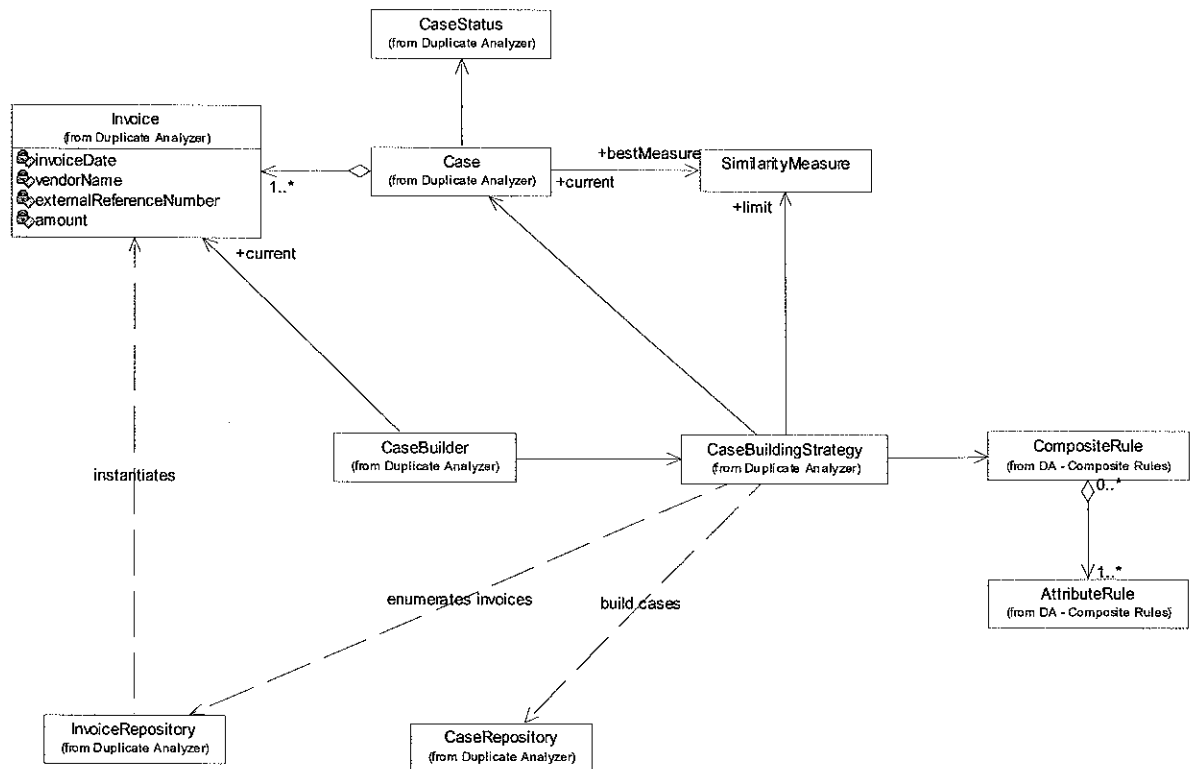 CaseStatus
(from Duplicate Analyzer)
Invoice
(from Duplicate Analyzer)
invoiceDate
vendorName
externalReferenceNumber
amount
1..*
Case
(from Duplicate Analyzer)
+bestMeasure
+current
SimilarityMeasure
+limit
+current
CaseBuilder
(from Duplicate Analyzer)
CaseBuildingStrategy
(from Duplicate Analyzer)
CompositeRule
(from DA - Composite Rules)
0..*
instantiates
1..*
AttributeRule
(from DA - Composite Rules)
enumerates invoices
build cases
InvoiceRepository
(from Duplicate Analyzer)
CaseRepository
(from Duplicate Analyzer)